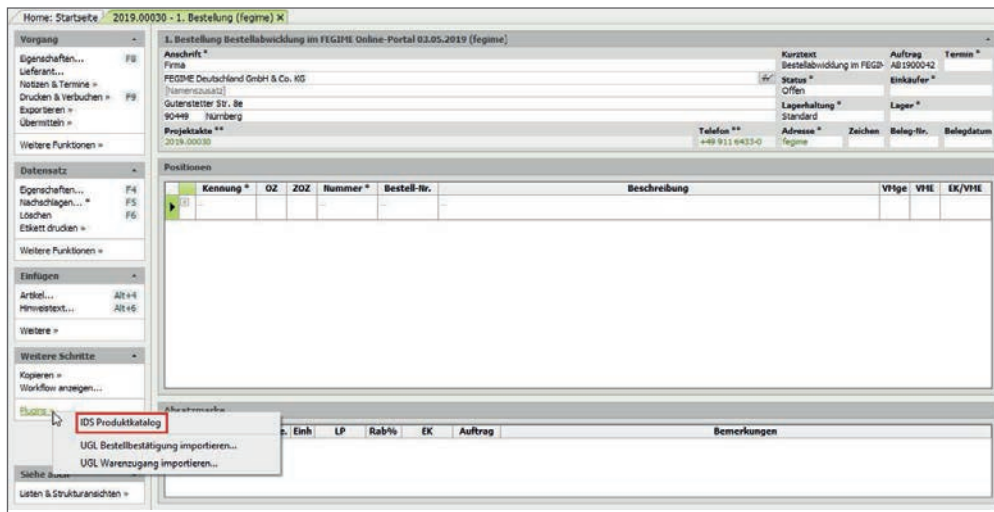 Home: Startseite 2019.00030 - 1. Bestellung (fegime) ×
Vorgang
Eigenschaften... F8
Lieferant...
Notizen & Termine »
Drucken & Verbuchen » F9
Exportieren »
Übermitteln »
Weitere Funktionen »
Datensatz
Eigenschaften... F4
Nachschlagen... * F5
Löschen F6
Etikett drucken »
Weitere Funktionen »
Einfügen
Artikel... Alt+4
Hinweistext... Alt+6
Weitere »
Weitere Schritte
Kopieren »
Workflow anzeigen...
Plugins »
IDS Produktkatalog
UGL Bestellbestätigung importieren...
UGL Warenzugang importieren...
Siehe auch
Listen & Strukturansichten »
1. Bestellung Bestellabwicklung im FEGIME Online-Portal 03.05.2019 (fegime)
Anschrift * Kurztext Auftrag Termin *
Firma Bestellabwicklung im FEGIM- AB1900042
FEGIME Deutschland GmbH & Co. KG Status * Einkäufer *
[Namenszusatz] Offen
Gutenstetter Str. 8e Lagerhaltung * Lager *
90449 Nürnberg Standard
Projektakte ** Telefon ** Adresse * Zeichen Beleg-Nr. Belegdatum
2019.00030 +49 911 6433-0 fegime
Positionen
Kennung * OZ ZOZ Nummer * Bestell-Nr. Beschreibung VMge VME EK/VME
Absatzmarke
Einh LP Rab% EK Auftrag Bemerkungen